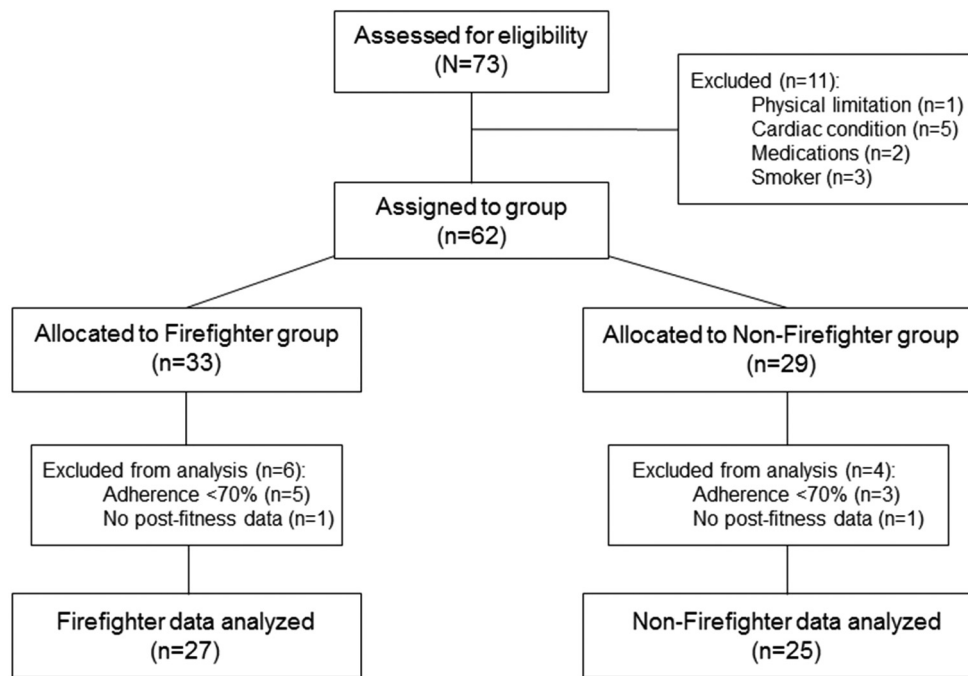 Assessed for eligibility
(N=73)
Excluded (n=11):
Physical limitation (n=1)
Cardiac condition (n=5)
Medications (n=2)
Smoker (n=3)
Assigned to group
(n=62)
Allocated to Firefighter group
(n=33)
Allocated to Non-Firefighter group
(n=29)
Excluded from analysis (n=6):
Adherence <70% (n=5)
No post-fitness data (n=1)
Excluded from analysis (n=4):
Adherence <70% (n=3)
No post-fitness data (n=1)
Firefighter data analyzed
(n=27)
Non-Firefighter data analyzed
(n=25)